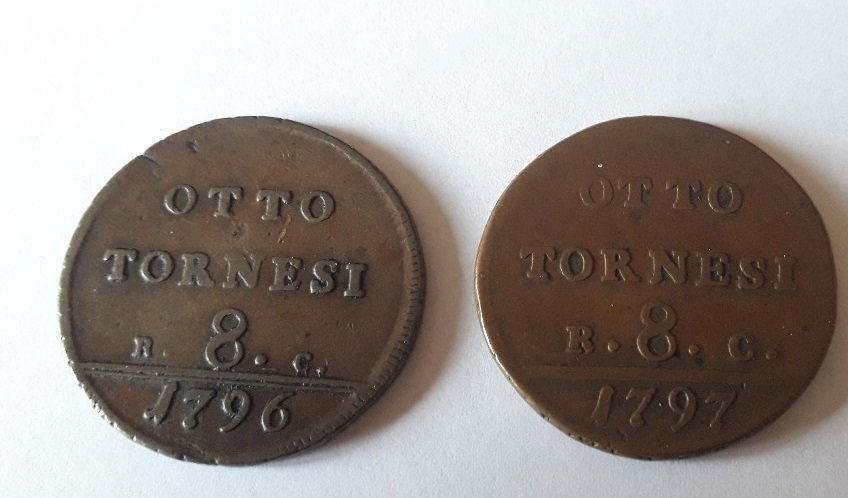 OTTO
TORNESI
R. 8. C.
1796
OTTO
TORNESI
R. 8. C.
1797